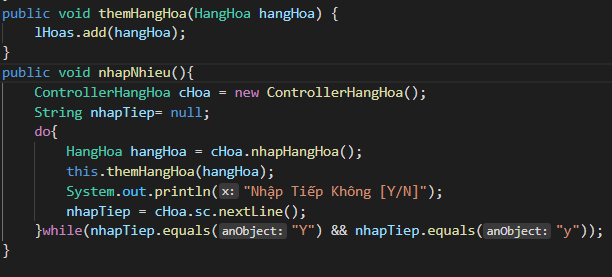 public void themHangHoa(HangHoa hangHoa) {
lHoas.add(hangHoa);
}
public void nhapNhieu(){
ControllerHangHoa cHoa = new ControllerHangHoa();
String nhapTiep= null;
do{
HangHoa hangHoa = cHoa.nhapHangHoa();
this.themHangHoa(hangHoa);
System.out.println(x: "Nhập Tiếp Không [Y/N]");
nhapTiep = cHoa.sc.nextLine();
}while(nhapTiep.equals(anObject: "Y") && nhapTiep.equals(anObject: "y"));
}